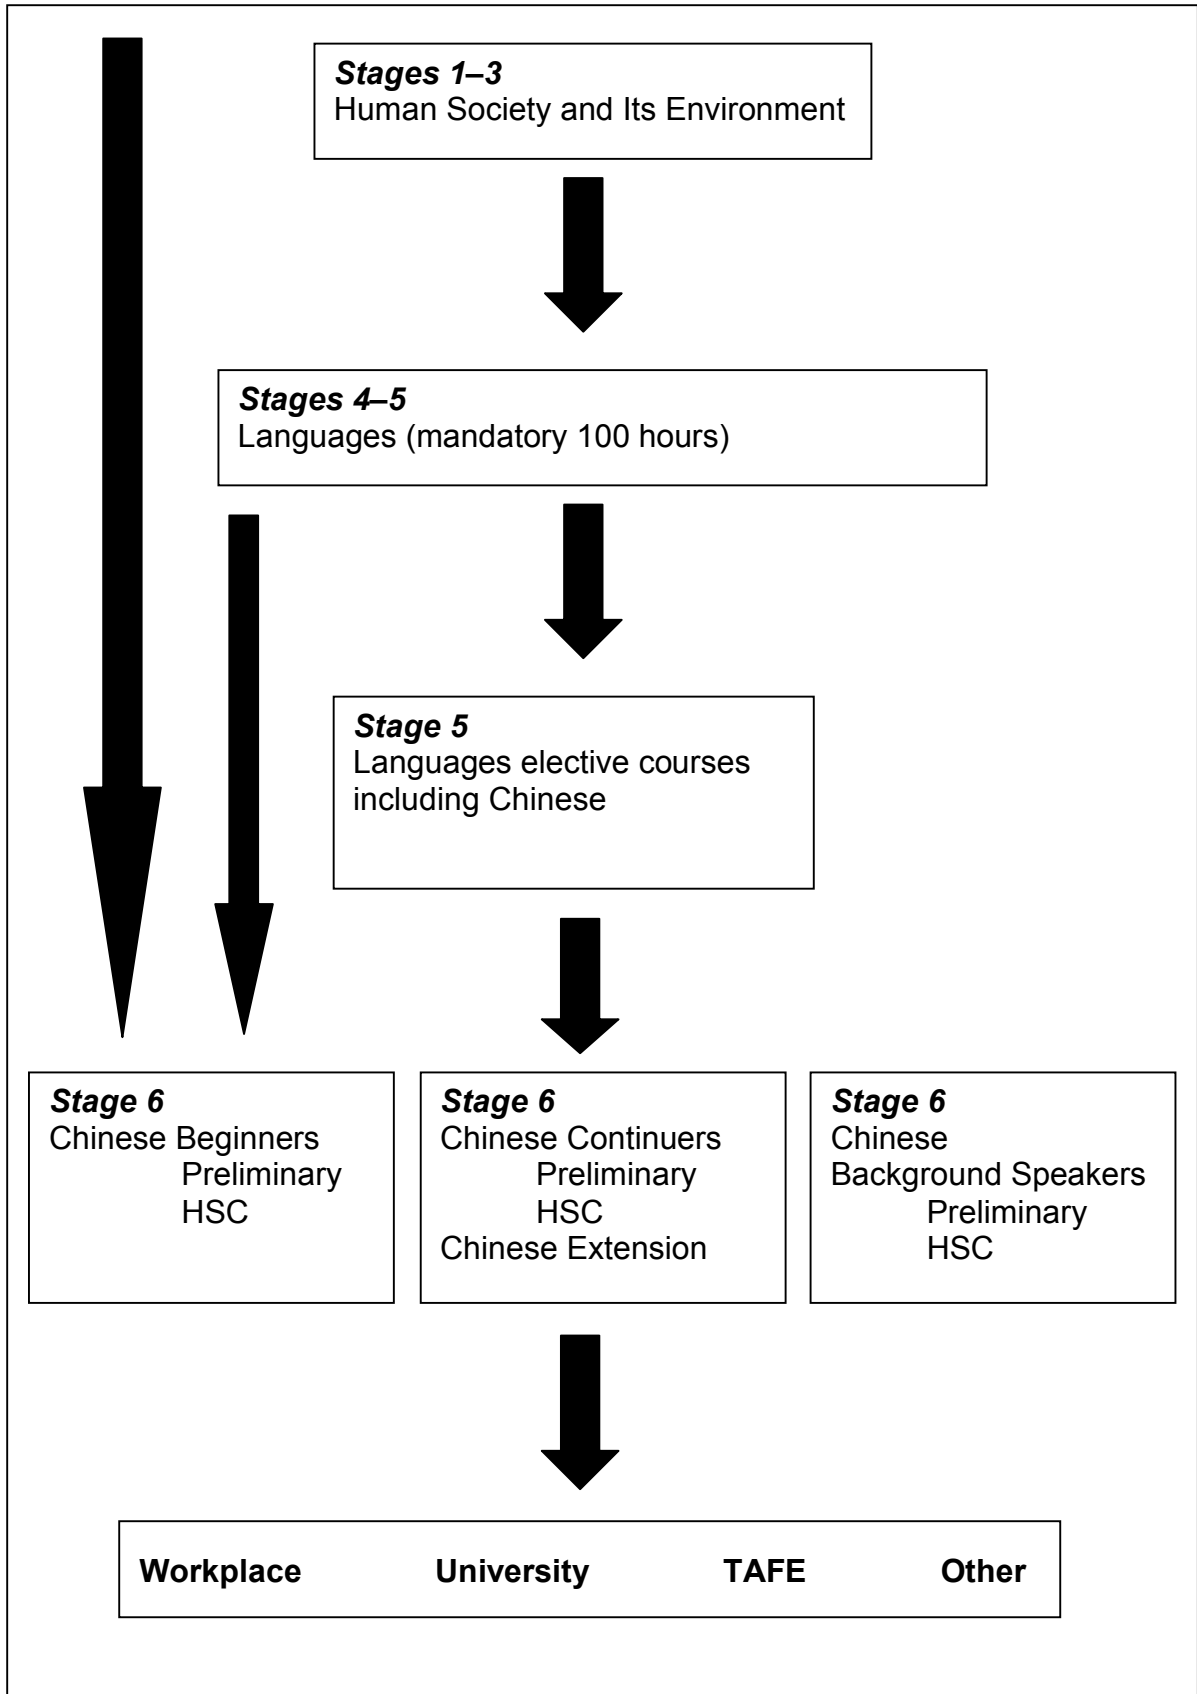 Stages 1–3
Human Society and Its Environment
Stages 4–5
Languages (mandatory 100 hours)
Stage 5
Languages elective courses
including Chinese
Stage 6
Chinese Beginners
Preliminary
HSC
Stage 6
Chinese Continuers
Preliminary
HSC
Chinese Extension
Stage 6
Chinese
Background Speakers
Preliminary
HSC
Workplace University TAFE Other